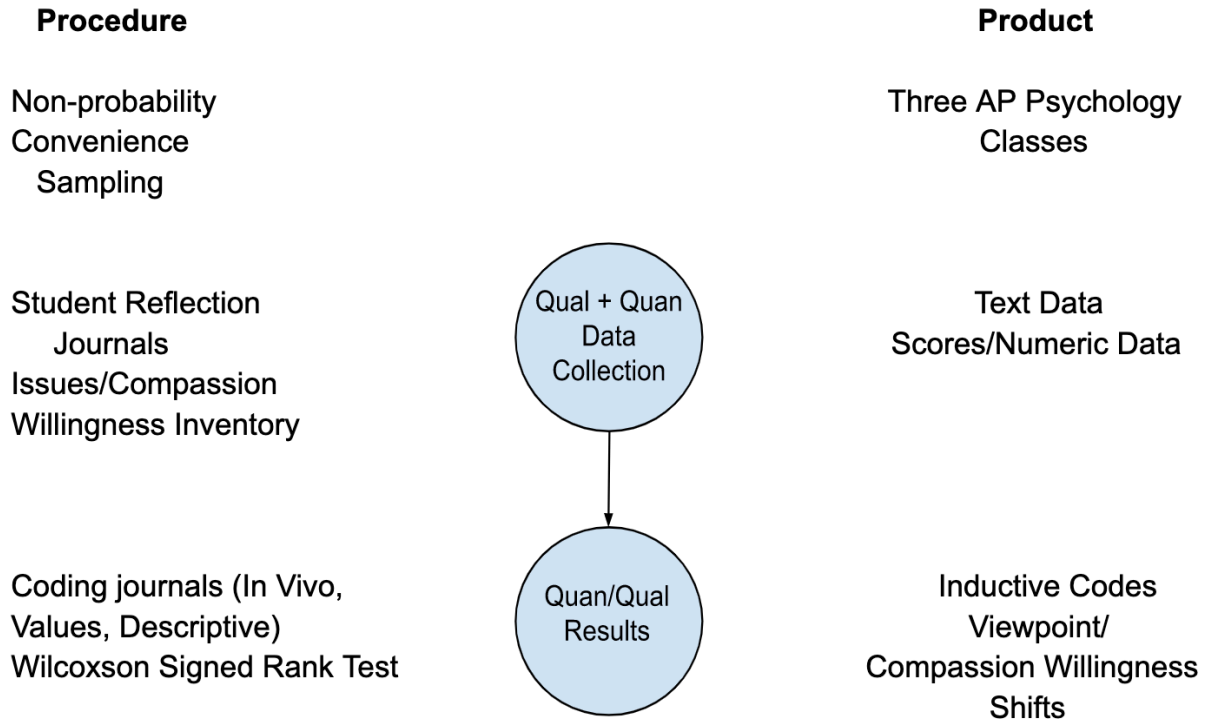 Procedure
Product
Non-probability
Convenience
Sampling
Three AP Psychology
Classes
Student Reflection
Journals
Issues/Compassion
Willingness Inventory
Qual + Quan
Data
Collection
Text Data
Scores/Numeric Data
Coding journals (In Vivo,
Values, Descriptive)
Wilcoxson Signed Rank Test
Quan/Qual
Results
Inductive Codes
Viewpoint/
Compassion Willingness
Shifts